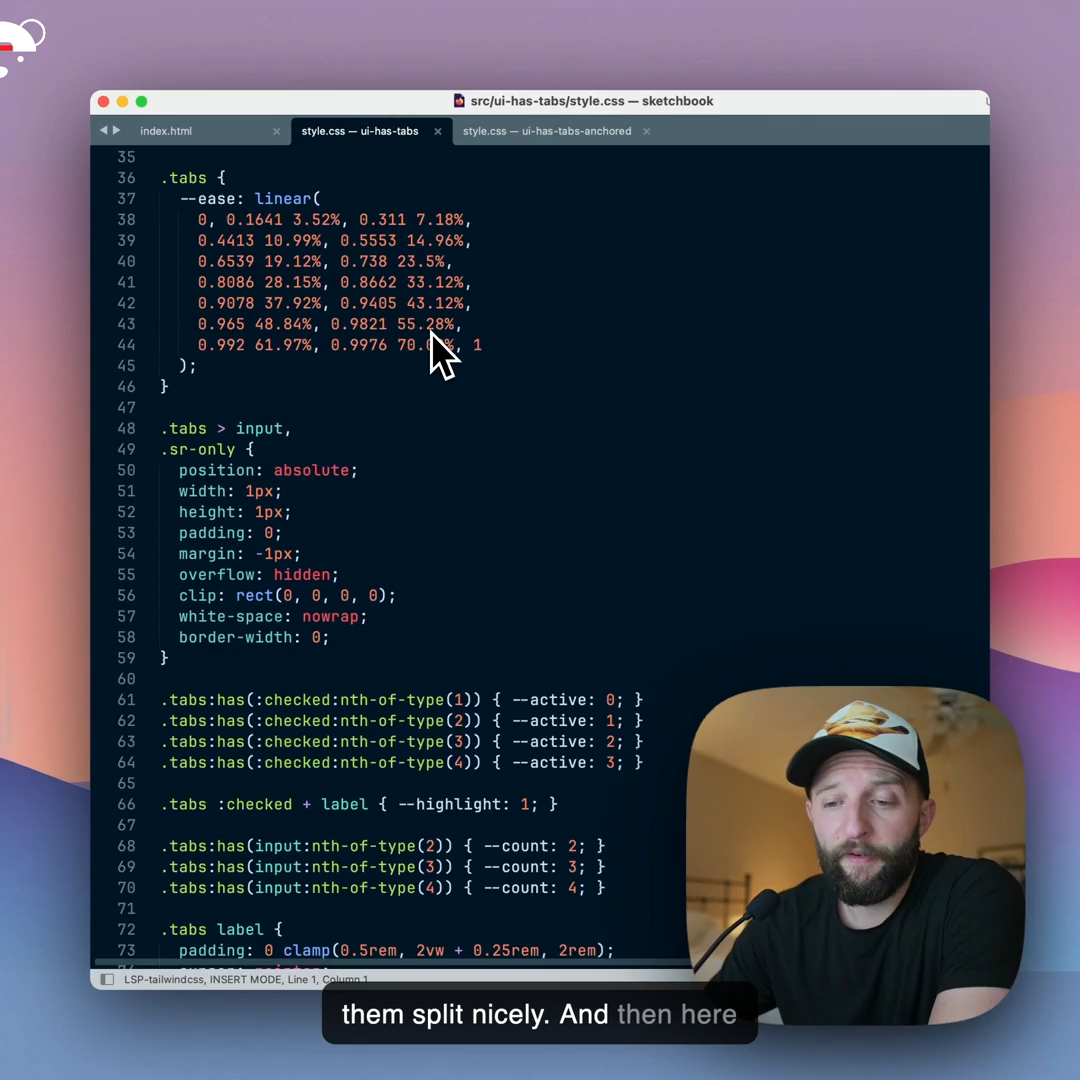 src/ui-has-tabs/style.css — sketchbook
index.html
style.css — ui-has-tabs
style.css — ui-has-tabs-anchored
35
36 .tabs {
37 --ease: linear(
38 0, 0.1641 3.52%, 0.311 7.18%,
39 0.4413 10.99%, 0.5553 14.96%,
40 0.6539 19.12%, 0.738 23.5%,
41 0.8086 28.15%, 0.8662 33.12%,
42 0.9078 37.92%, 0.9405 43.12%,
43 0.965 48.84%, 0.9821 55.28%,
44 0.992 61.97%, 0.9976 , 1
45 );
46 }
47
48 .tabs > input,
49 .sr-only {
50 position: absolute;
51 width: 1px;
52 height: 1px;
53 padding: 0;
54 margin: -1px;
55 overflow: hidden;
56 clip: rect(0, 0, 0, 0);
57 white-space: nowrap;
58 border-width: 0;
59 }
60
61 .tabs:has(:checked:nth-of-type(1)) { --active: 0; }
62 .tabs:has(:checked:nth-of-type(2)) { --active: 1; }
63 .tabs:has(:checked:nth-of-type(3)) { --active: 2; }
64 .tabs:has(:checked:nth-of-type(4)) { --active: 3; }
65
66 .tabs :checked + label { --highlight: 1; }
67
68 .tabs:has(input:nth-of-type(2)) { --count: 2; }
69 .tabs:has(input:nth-of-type(3)) { --count: 3; }
70 .tabs:has(input:nth-of-type(4)) { --count: 4; }
71
72 .tabs label {
73 padding: 0 clamp(0.5rem, 2vw + 0.25rem, 2rem);
LSP-tailwindcss, INSERT MODE, Line 1, Column 1
them split nicely. And then here